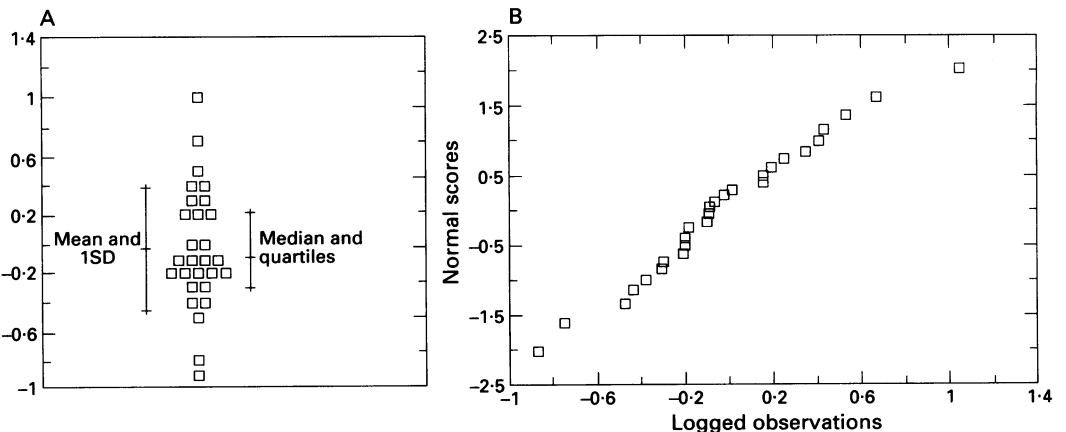 A
1·4
1
0·6
0·2
–0·2
–0·6
–1
Mean and
1SD
Median and
quartiles
B
Normal scores
2·5
1·5
0·5
–0·5
–1·5
–2·5
–1
–0·6
–0·2
0·2
0·6
1
1·4
Logged observations